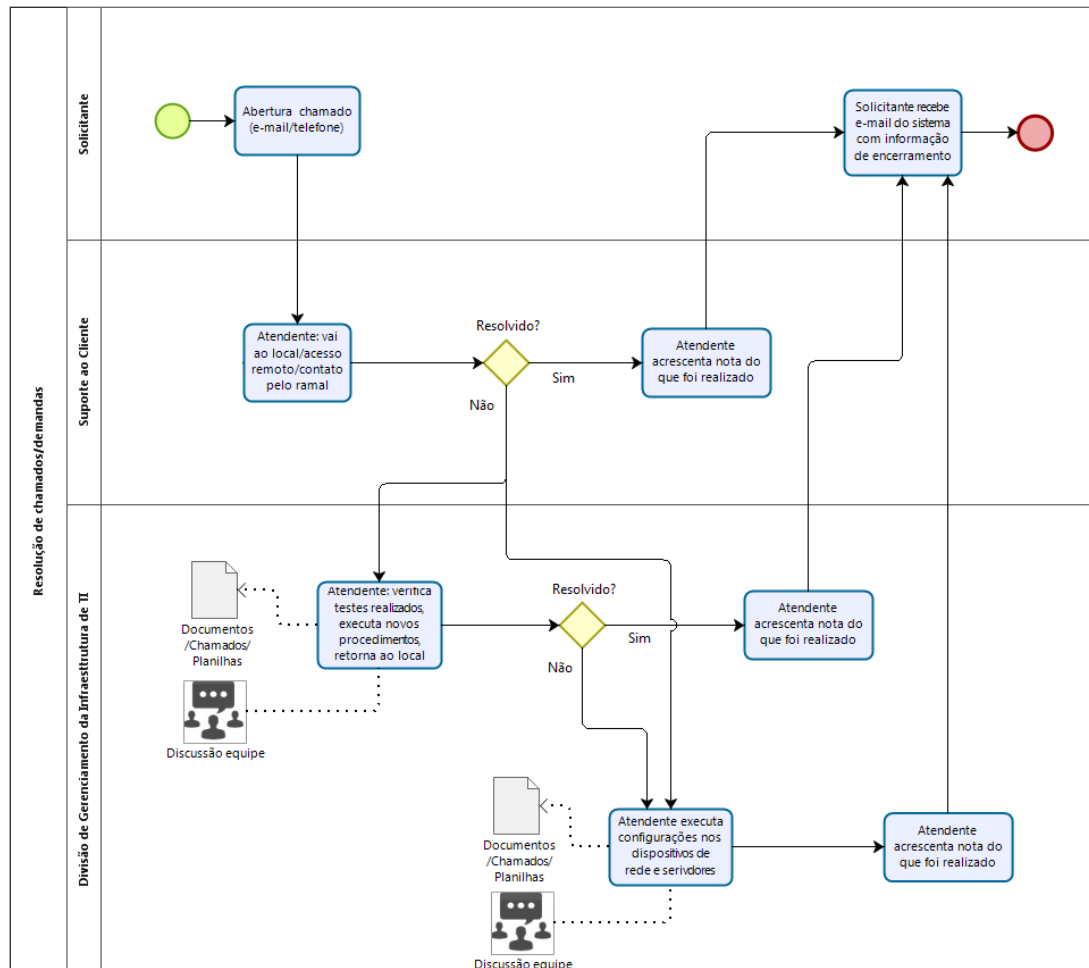 Resolução de chamados/demandas
Solicitante
Abertura chamado
(e-mail/telefone)
Solicitante recebe
e-mail do sistema
com informação
de encerramento
Suporte ao Cliente
Atendente: vai
ao local/acesso
remoto/contato
pelo ramal
Resolvido?
Sim
Não
Atendente
acrescenta nota do
que foi realizado
Divisão de Gerenciamento da Infraesttrutura de TI
Documentos
/Chamados/
Planilhas
Discussão equipe
Atendente: verifica
testes realizados,
executa novos
procedimentos,
retorna ao local
Resolvido?
Sim
Não
Atendente
acrescenta nota do
que foi realizado
Documentos
/Chamados/
Planilhas
Discussão equipe
Atendente executa
configurações nos
dispositivos de
rede e serivdores
Atendente
acrescenta nota do
que foi realizado